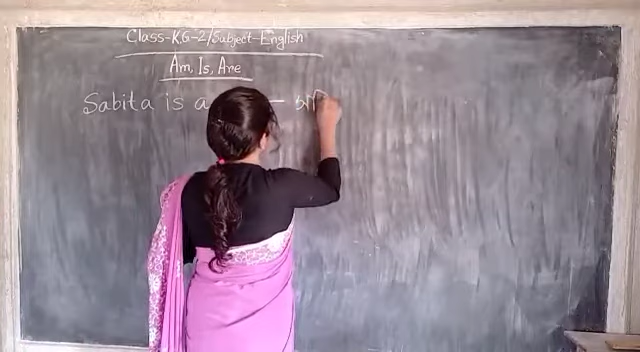 Class-KG-2/Subject-English
Am, Is, Are
Sabita is a —